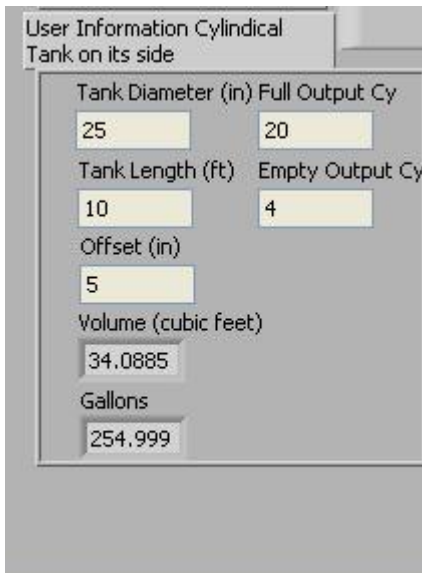 User Information Cylindical
Tank on its side
Tank Diameter (in) Full Output Cy
25 20
Tank Length (ft) Empty Output Cy
10 4
Offset (in)
5
Volume (cubic feet)
34.0885
Gallons
254.999